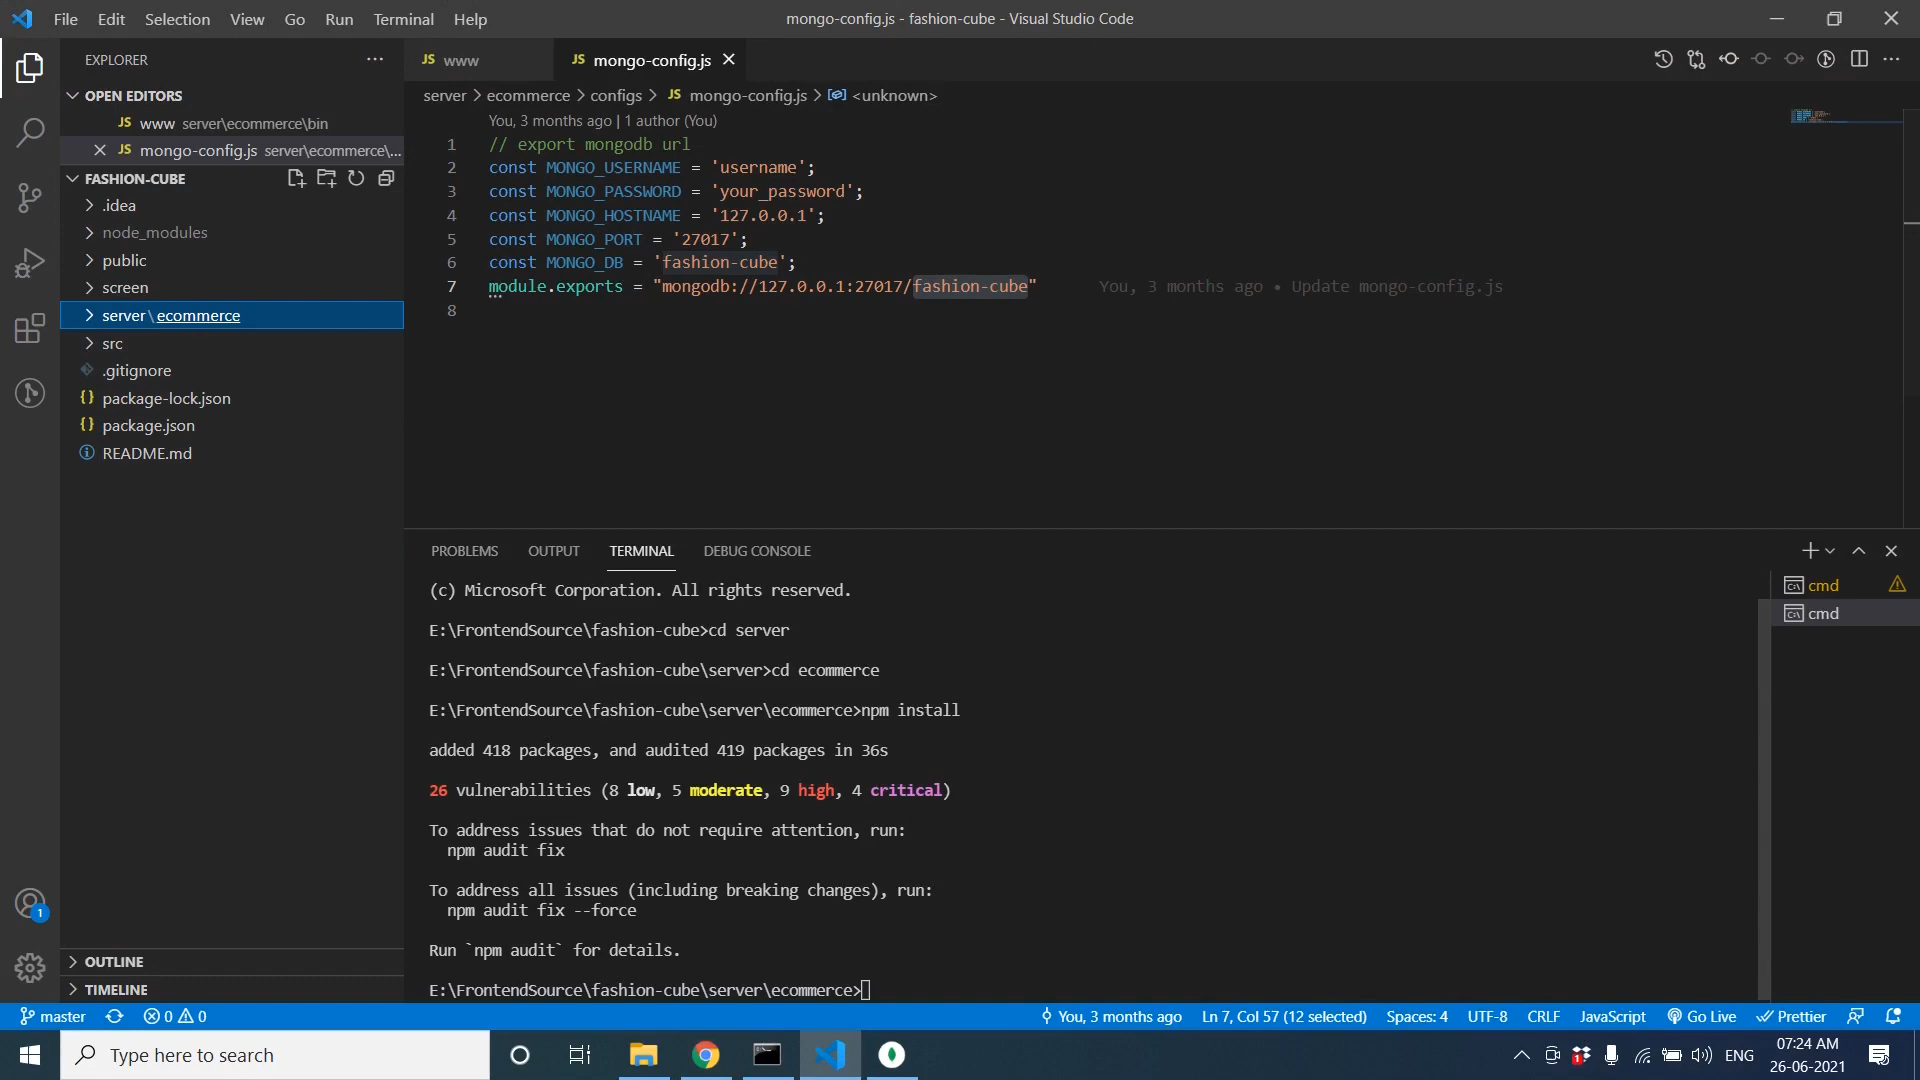 File Edit Selection View Go Run Terminal Help
mongo-config.js - fashion-cube - Visual Studio Code
EXPLORER
OPEN EDITORS
JS www server\ecommerce\bin
JS mongo-config.js server\ecommerce\...
FASHION-CUBE
.idea
node_modules
public
screen
server\ecommerce
src
.gitignore
{} package-lock.json
{} package.json
README.md
OUTLINE
TIMELINE
1
JS www
JS mongo-config.js
server > ecommerce > configs > JS mongo-config.js > <unknown>
You, 3 months ago | 1 author (You)
1 // export mongodb url
2 const MONGO_USERNAME = 'username';
3 const MONGO_PASSWORD = 'your_password';
4 const MONGO_HOSTNAME = '127.0.0.1';
5 const MONGO_PORT = '27017';
6 const MONGO_DB = 'fashion-cube';
7 module.exports = "mongodb://127.0.0.1:27017/fashion-cube" You, 3 months ago • Update mongo-config.js
8
PROBLEMS OUTPUT TERMINAL DEBUG CONSOLE
cmd
cmd
(c) Microsoft Corporation. All rights reserved.
E:\FrontendSource\fashion-cube>cd server
E:\FrontendSource\fashion-cube\server>cd ecommerce
E:\FrontendSource\fashion-cube\server\ecommerce>npm install
added 418 packages, and audited 419 packages in 36s
26 vulnerabilities (8 low, 5 moderate, 9 high, 4 critical)
To address issues that do not require attention, run:
npm audit fix
To address all issues (including breaking changes), run:
npm audit fix --force
Run `npm audit` for details.
E:\FrontendSource\fashion-cube\server\ecommerce>
master 0 0 You, 3 months ago Ln 7, Col 57 (12 selected) Spaces: 4 UTF-8 CRLF JavaScript Go Live Prettier
Type here to search
1 ENG
07:24 AM
26-06-2021